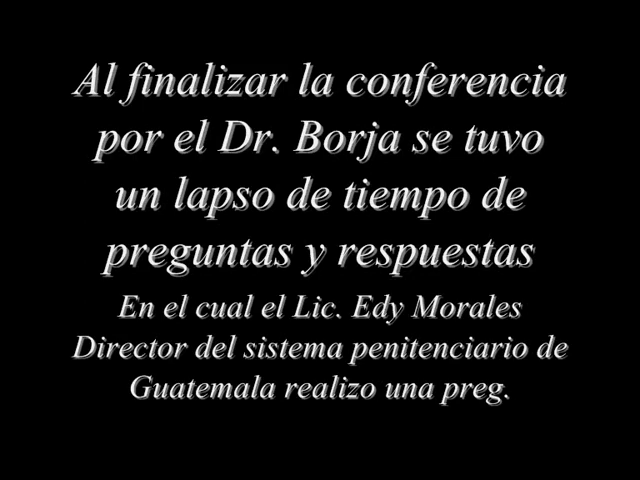 Al finalizar la conferencia
por el Dr. Borja se tuvo
un lapso de tiempo de
preguntas y respuestas
En el cual el Lic. Edy Morales
Director del sistema penitenciario de
Guatemala realizo una preg.